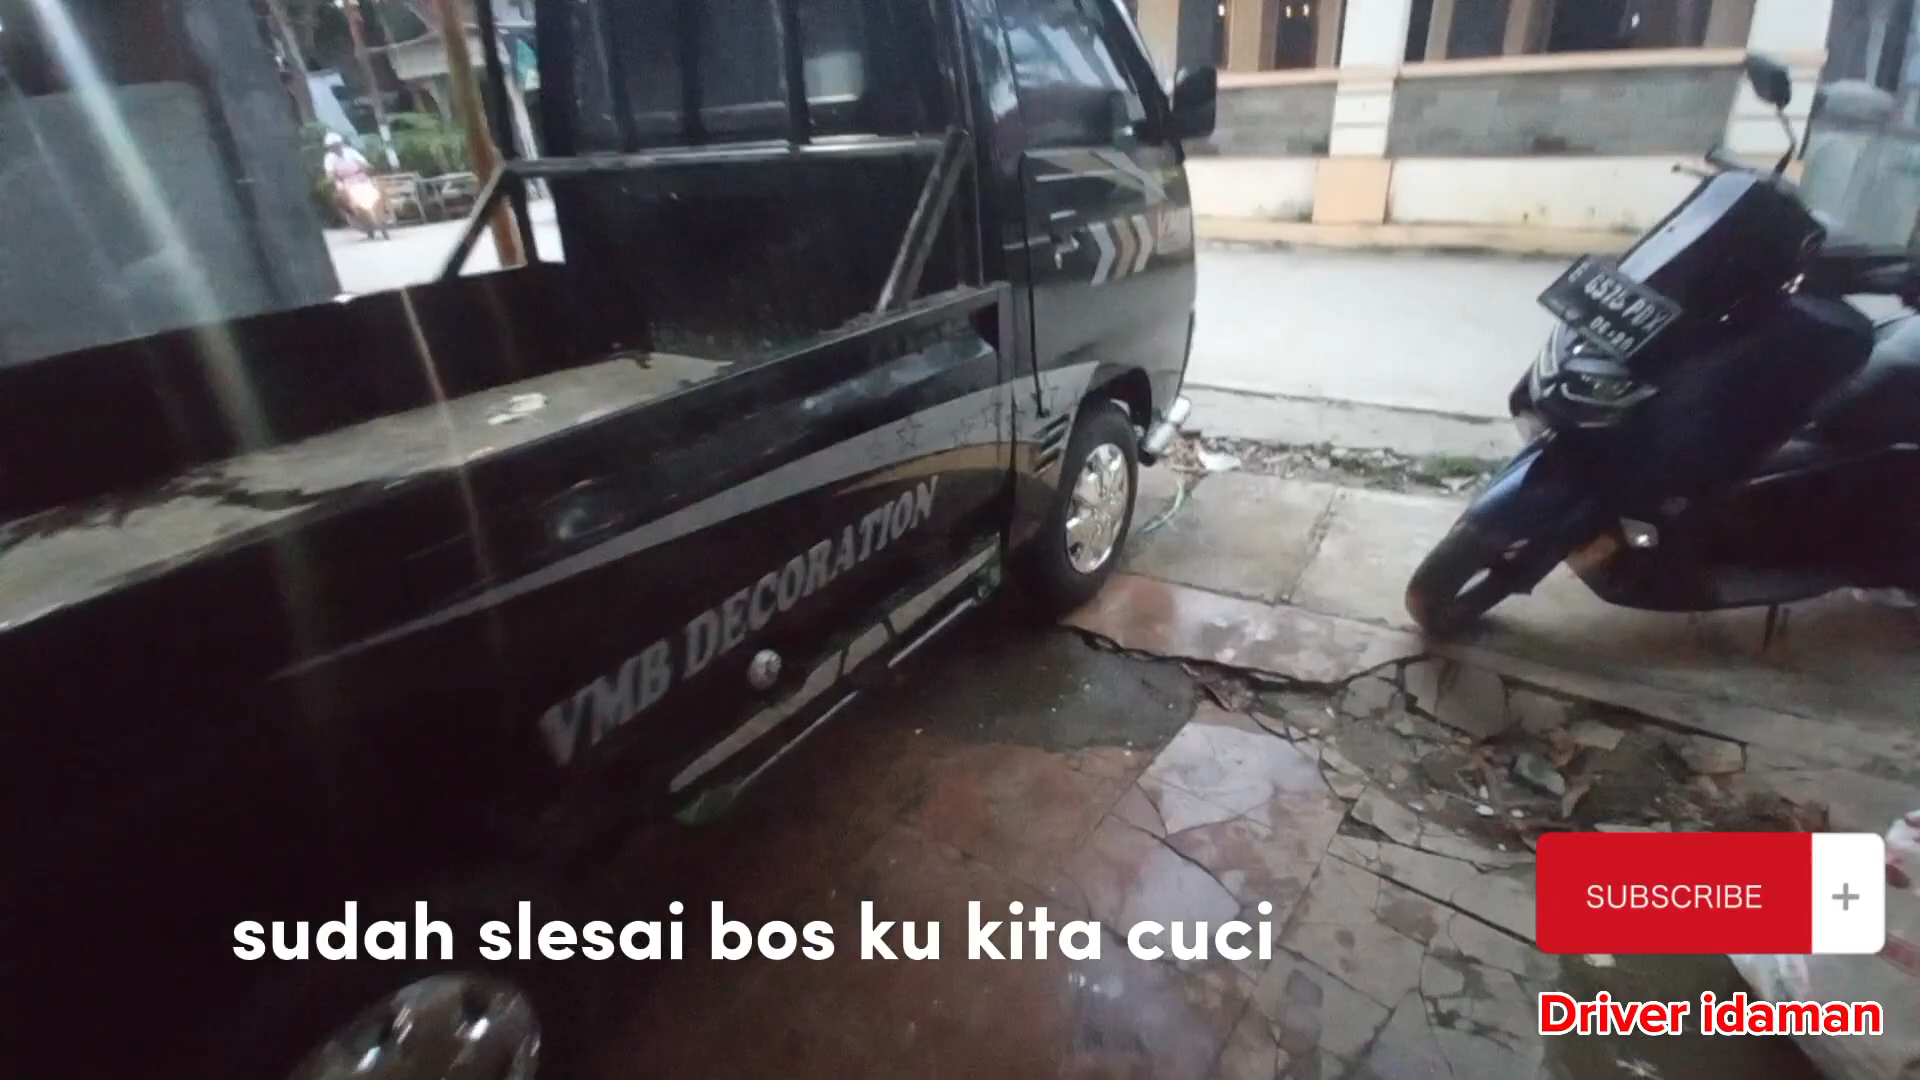 VMB DECORATION
sudah slesai bos ku kita cuci
SUBSCRIBE +
Driver idaman